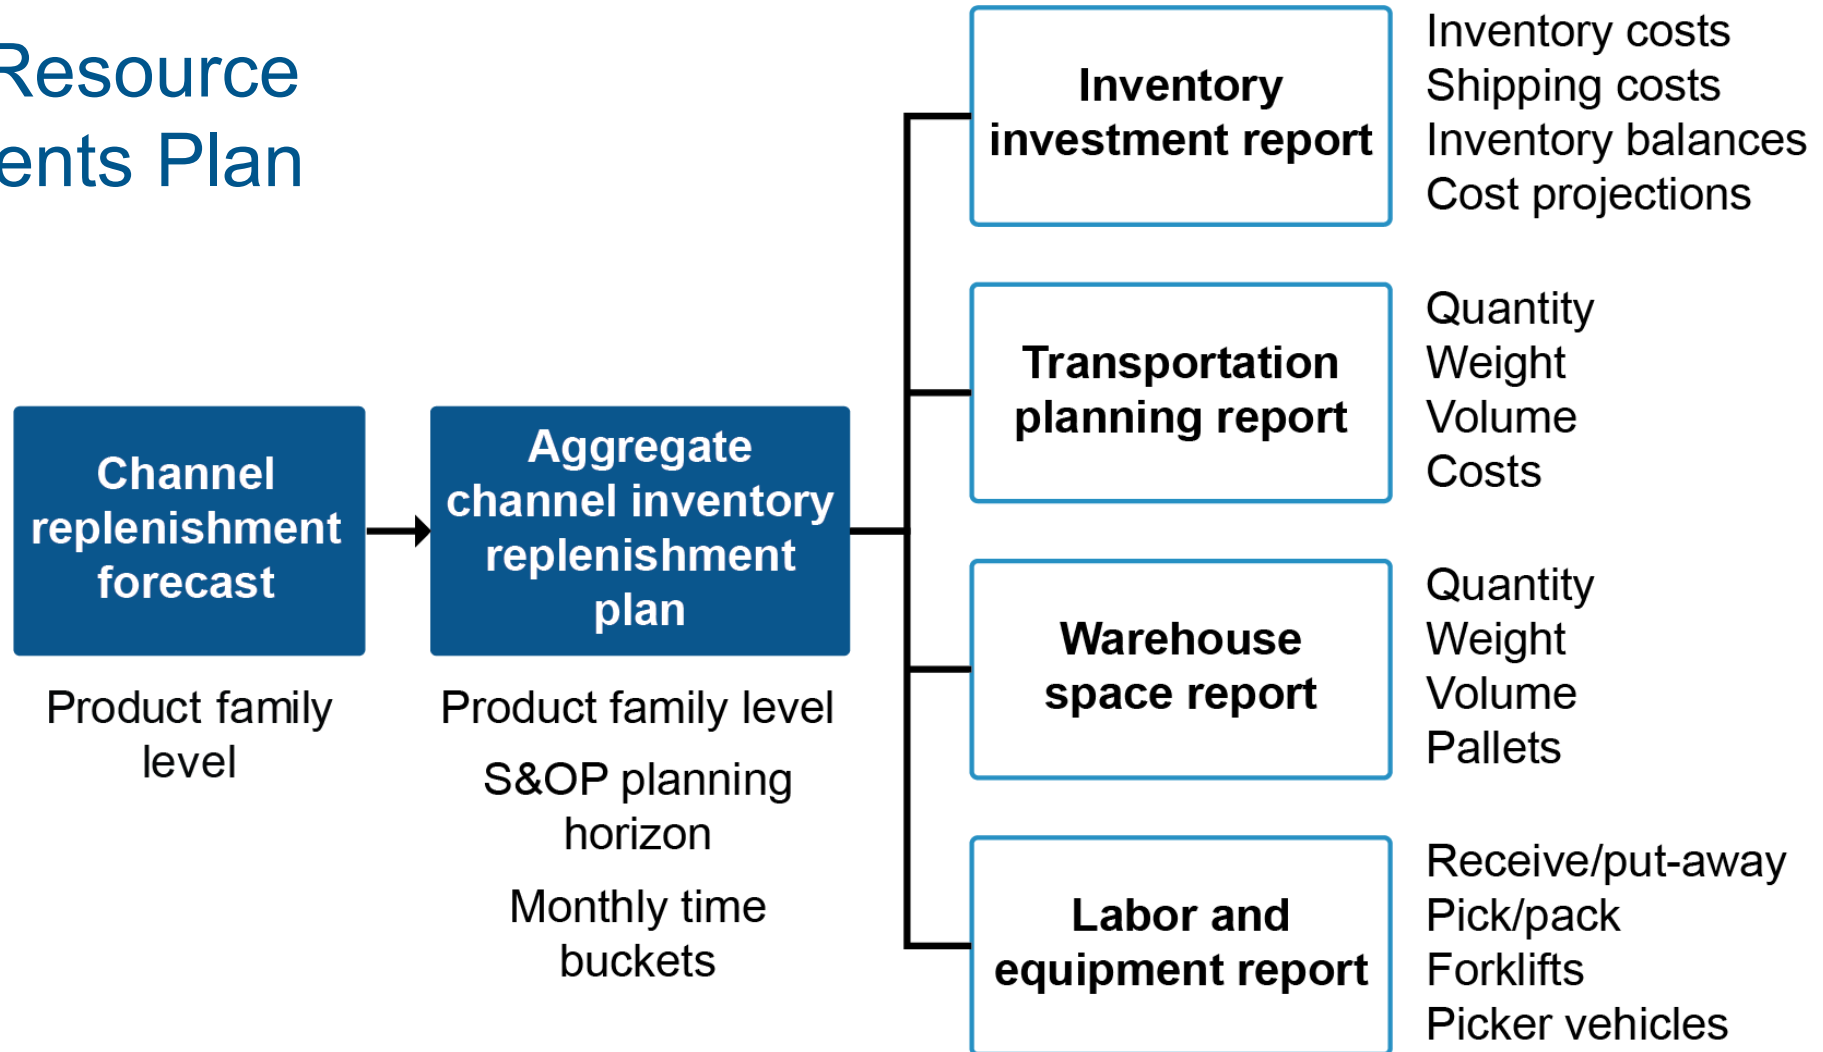 Resource
ents Plan
Channel
replenishment
forecast
Product family
level
Aggregate
channel inventory
replenishment
plan
Product family level
S&OP planning
horizon
Monthly time
buckets
Inventory
investment report
Inventory costs
Shipping costs
Inventory balances
Cost projections
Transportation
planning report
Quantity
Weight
Volume
Costs
Warehouse
space report
Quantity
Weight
Volume
Pallets
Labor and
equipment report
Receive/put-away
Pick/pack
Forklifts
Picker vehicles